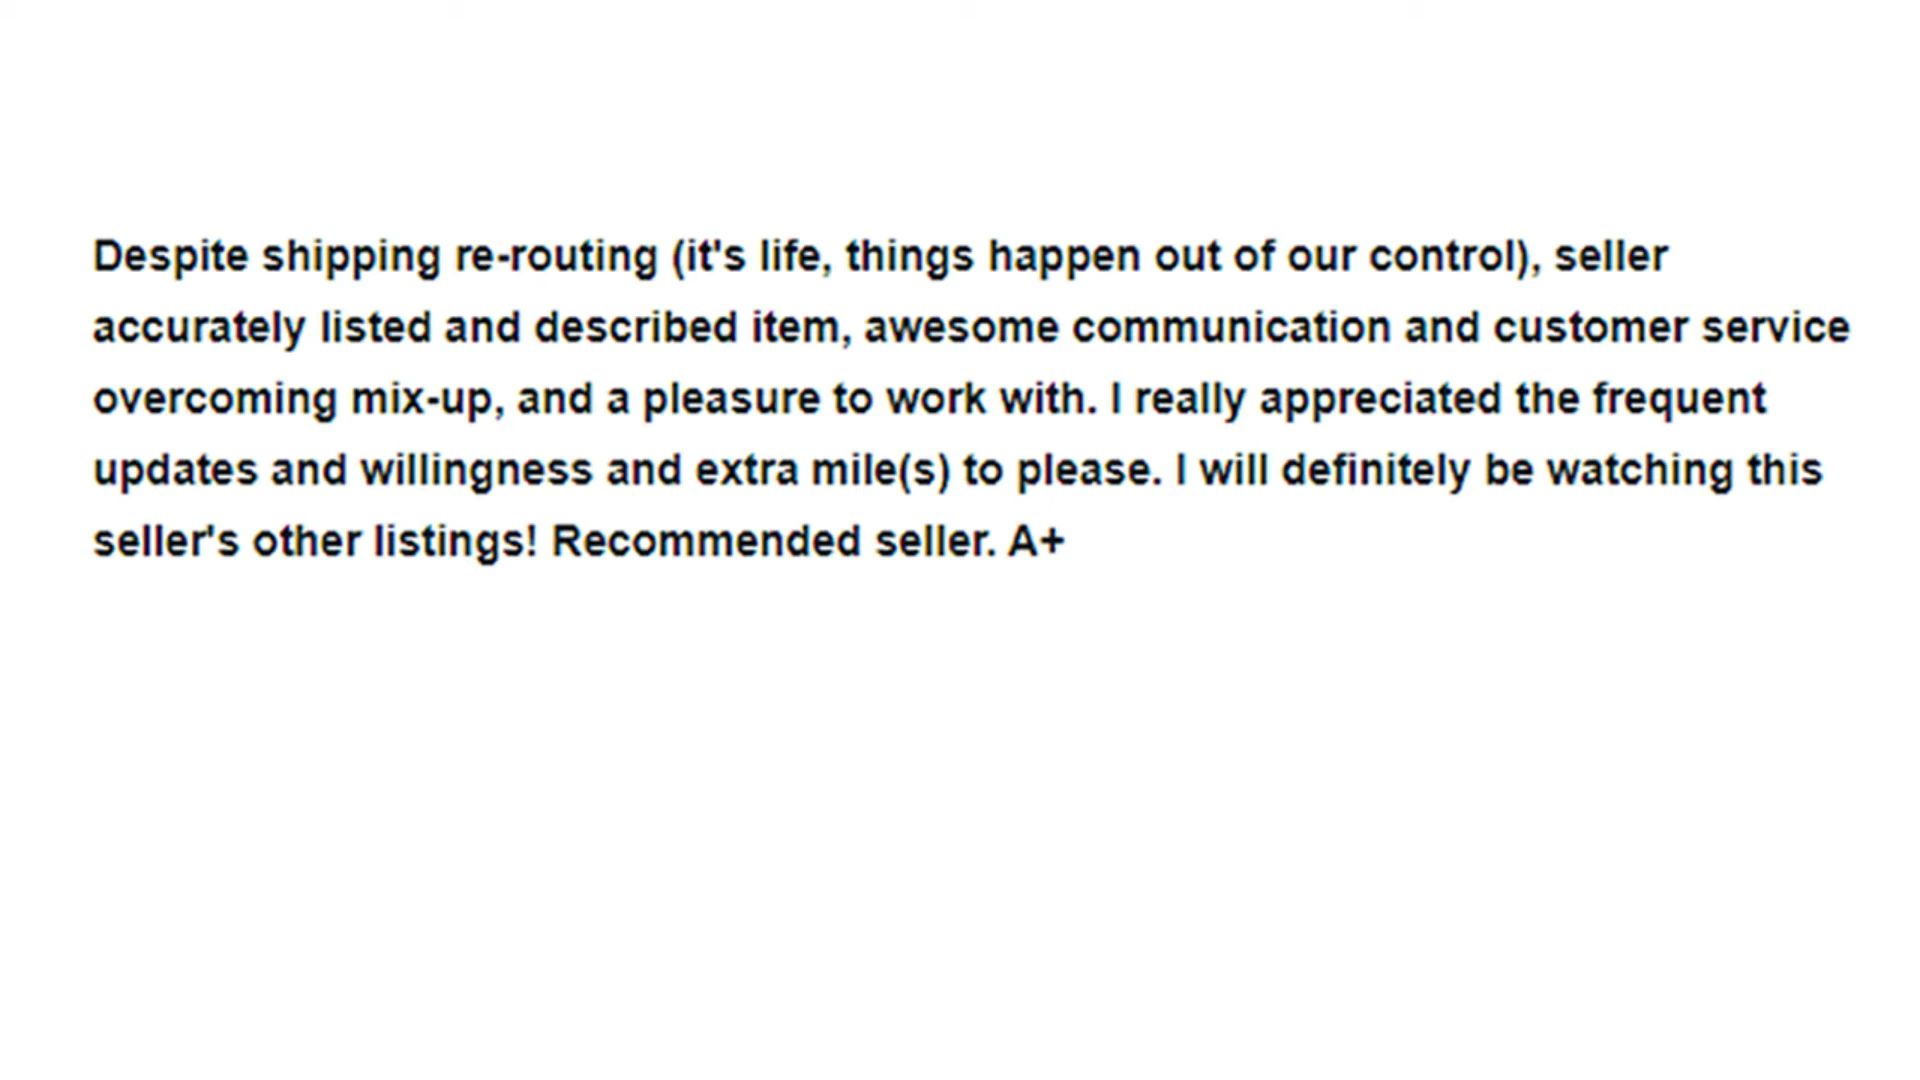 Despite shipping re-routing (it's life, things happen out of our control), seller
accurately listed and described item, awesome communication and customer service
overcoming mix-up, and a pleasure to work with. I really appreciated the frequent
updates and willingness and extra mile(s) to please. I will definitely be watching this
seller's other listings! Recommended seller. A+